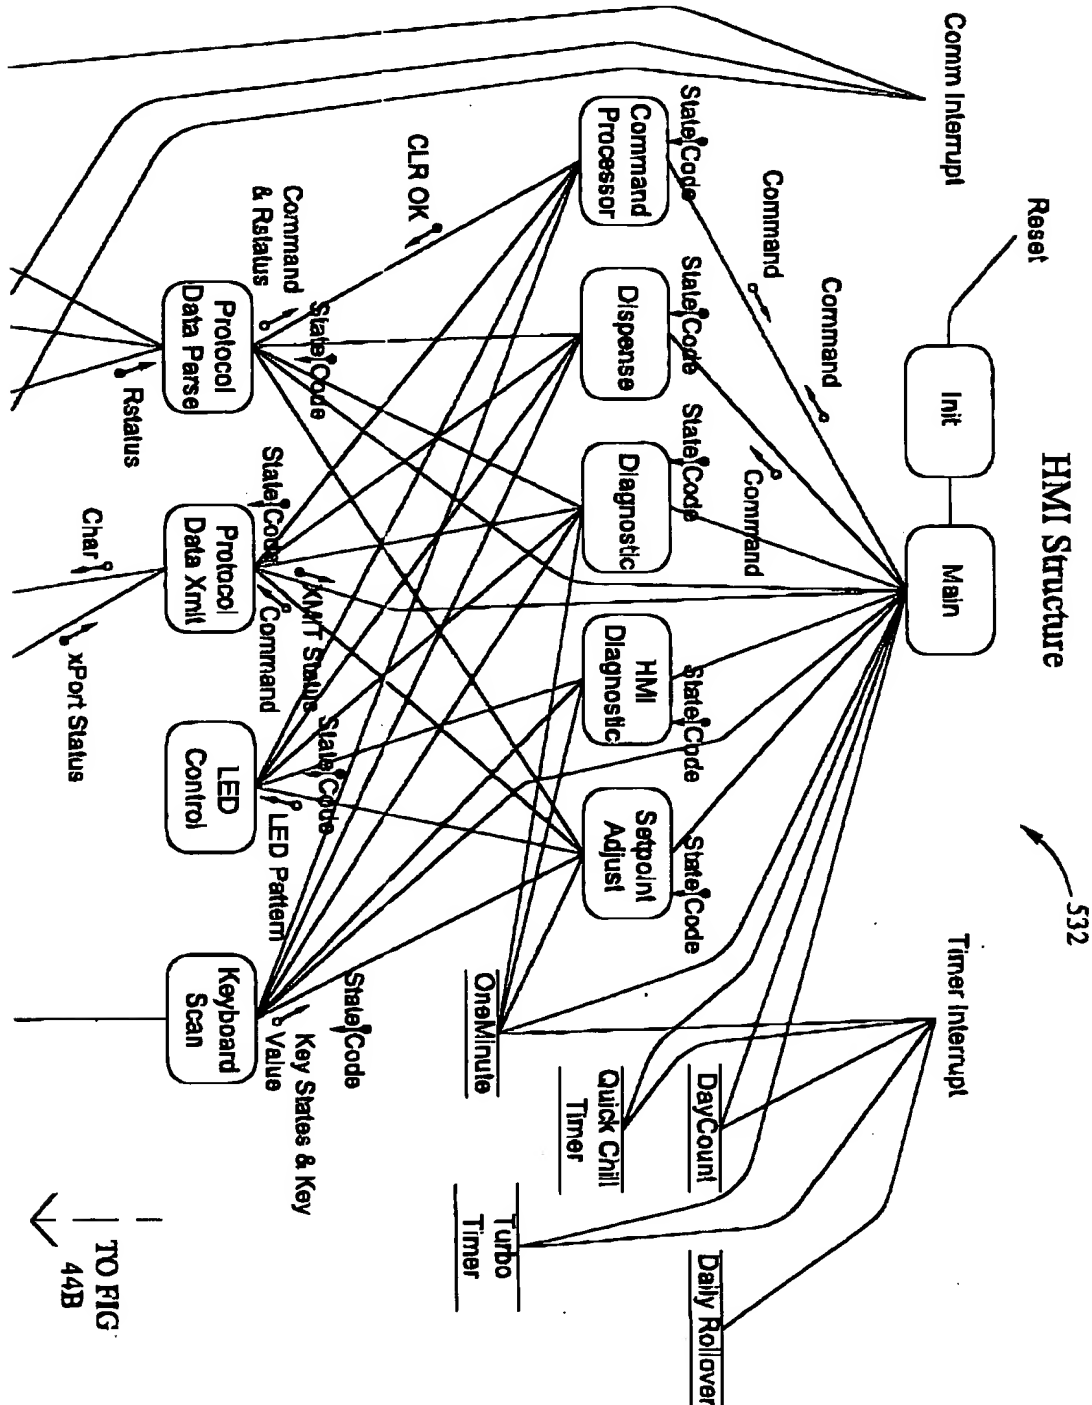 HMI Structure
532
Reset
Init
Main
Comm Interrupt
Timer Interrupt
Command
Command
Command
State Code
State Code
State Code
State Code
State Code
Command
Processor
Dispense
Diagnostic
HMI
Diagnostic
Setpoint
Adjust
DayCount
Daily Rollover
Quick Chill
Timer
OneMinute
Turbo
Timer
CLR OK
Command
& Rstatus
State Code
State Code
XMIT Status
Command
State Code
LED Pattern
State Code
Key States & Key
Value
Protocol
Data Parse
Protocol
Data Xmit
LED
Control
Keyboard
Scan
Rstatus
Char
xPort Status
TO FIG
44B